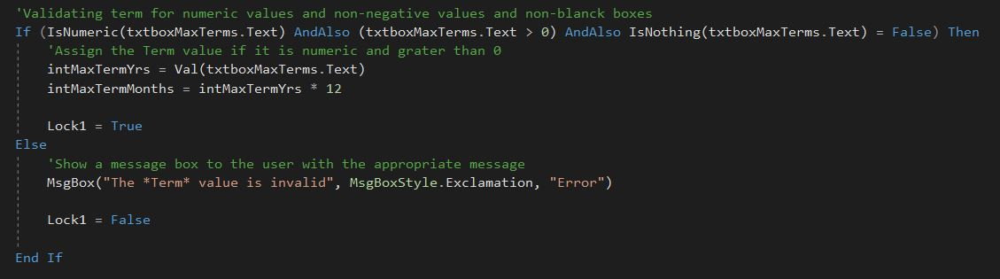 'Validating term for numeric values and non-negative values and non-blanck boxes
If (IsNumeric(txtboxMaxTerms.Text) AndAlso (txtboxMaxTerms.Text > 0) AndAlso IsNothing(txtboxMaxTerms.Text) = False) Then
'Assign the Term value if it is numeric and grater than 0
intMaxTermYrs = Val(txtboxMaxTerms.Text)
intMaxTermMonths = intMaxTermYrs * 12
Lock1 = True
Else
'Show a message box to the user with the appropriate message
MsgBox("The *Term* value is invalid", MsgBoxStyle.Exclamation, "Error")
Lock1 = False
End If